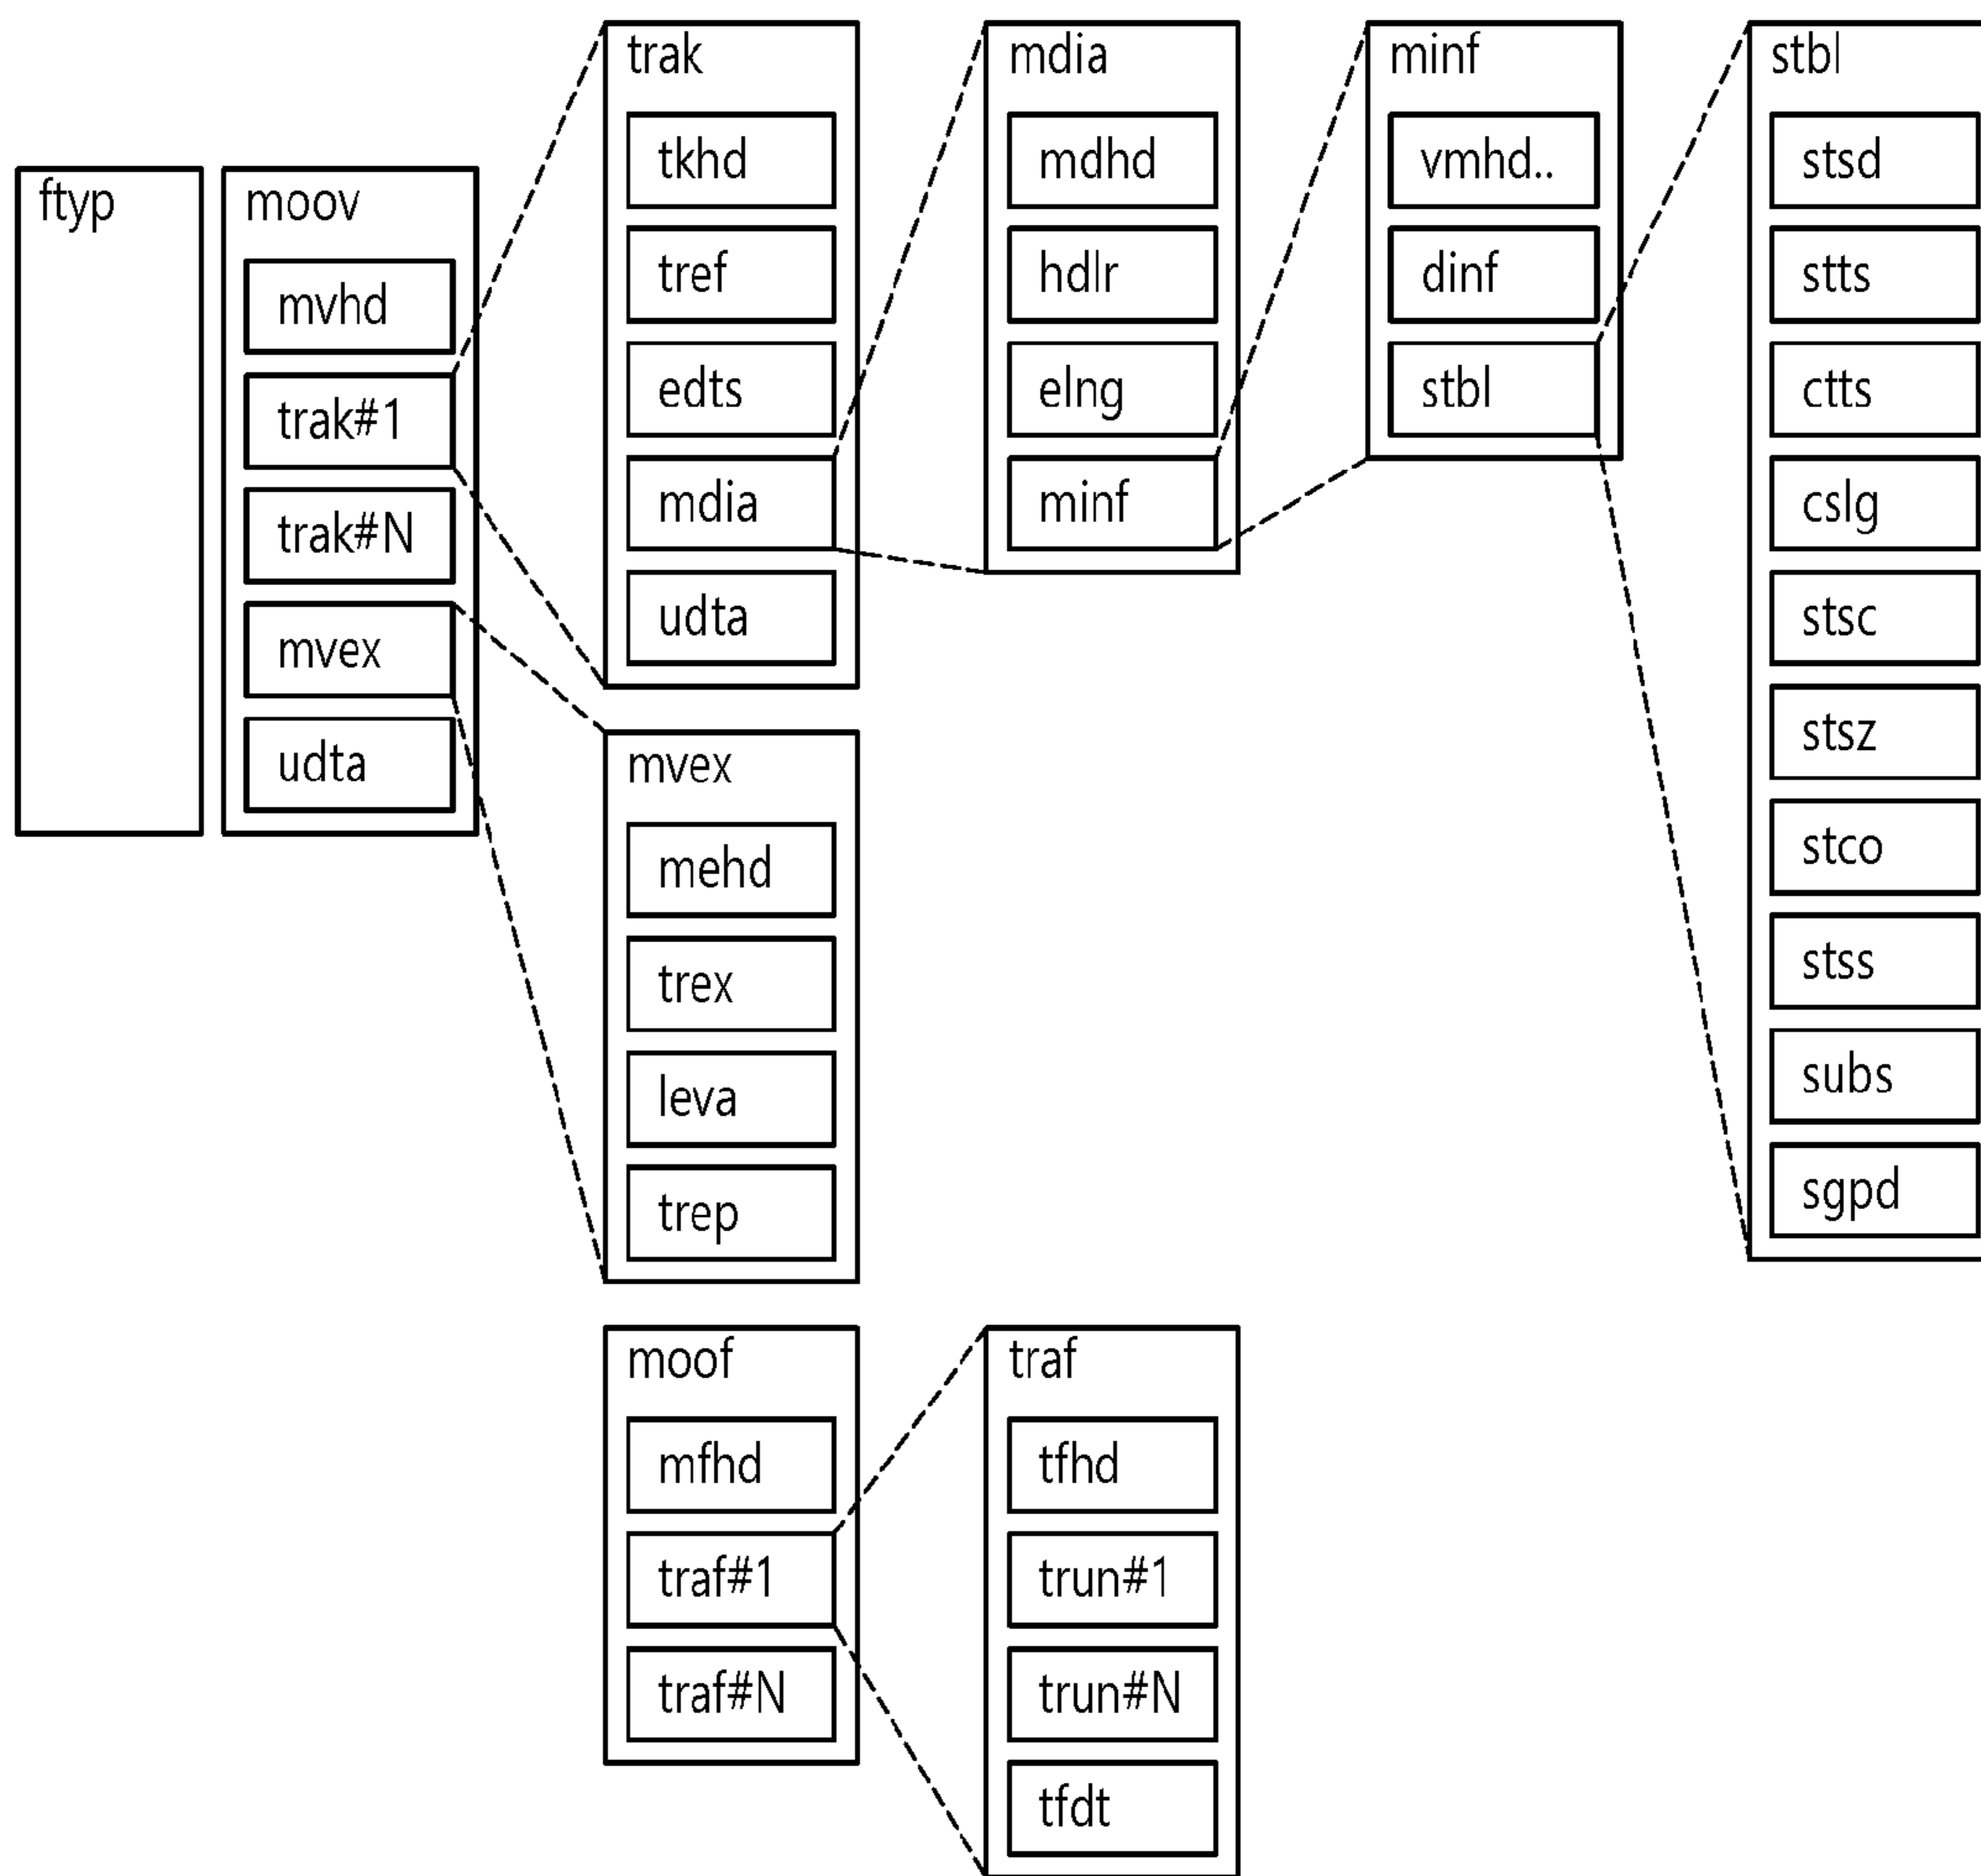 ftyp
moov
mvhd
trak#1
trak#N
mvex
udta
trak
tkhd
tref
edts
mdia
udta
mvex
mehd
trex
leva
trep
moof
mfhd
traf#1
traf#N
mdia
mdhd
hdlr
elng
minf
traf
tfhd
trun#1
trun#N
tfdt
minf
vmhd..
dinf
stbl
stbl
stsd
stts
ctts
cslg
stsc
stsz
stco
stss
subs
sgpd